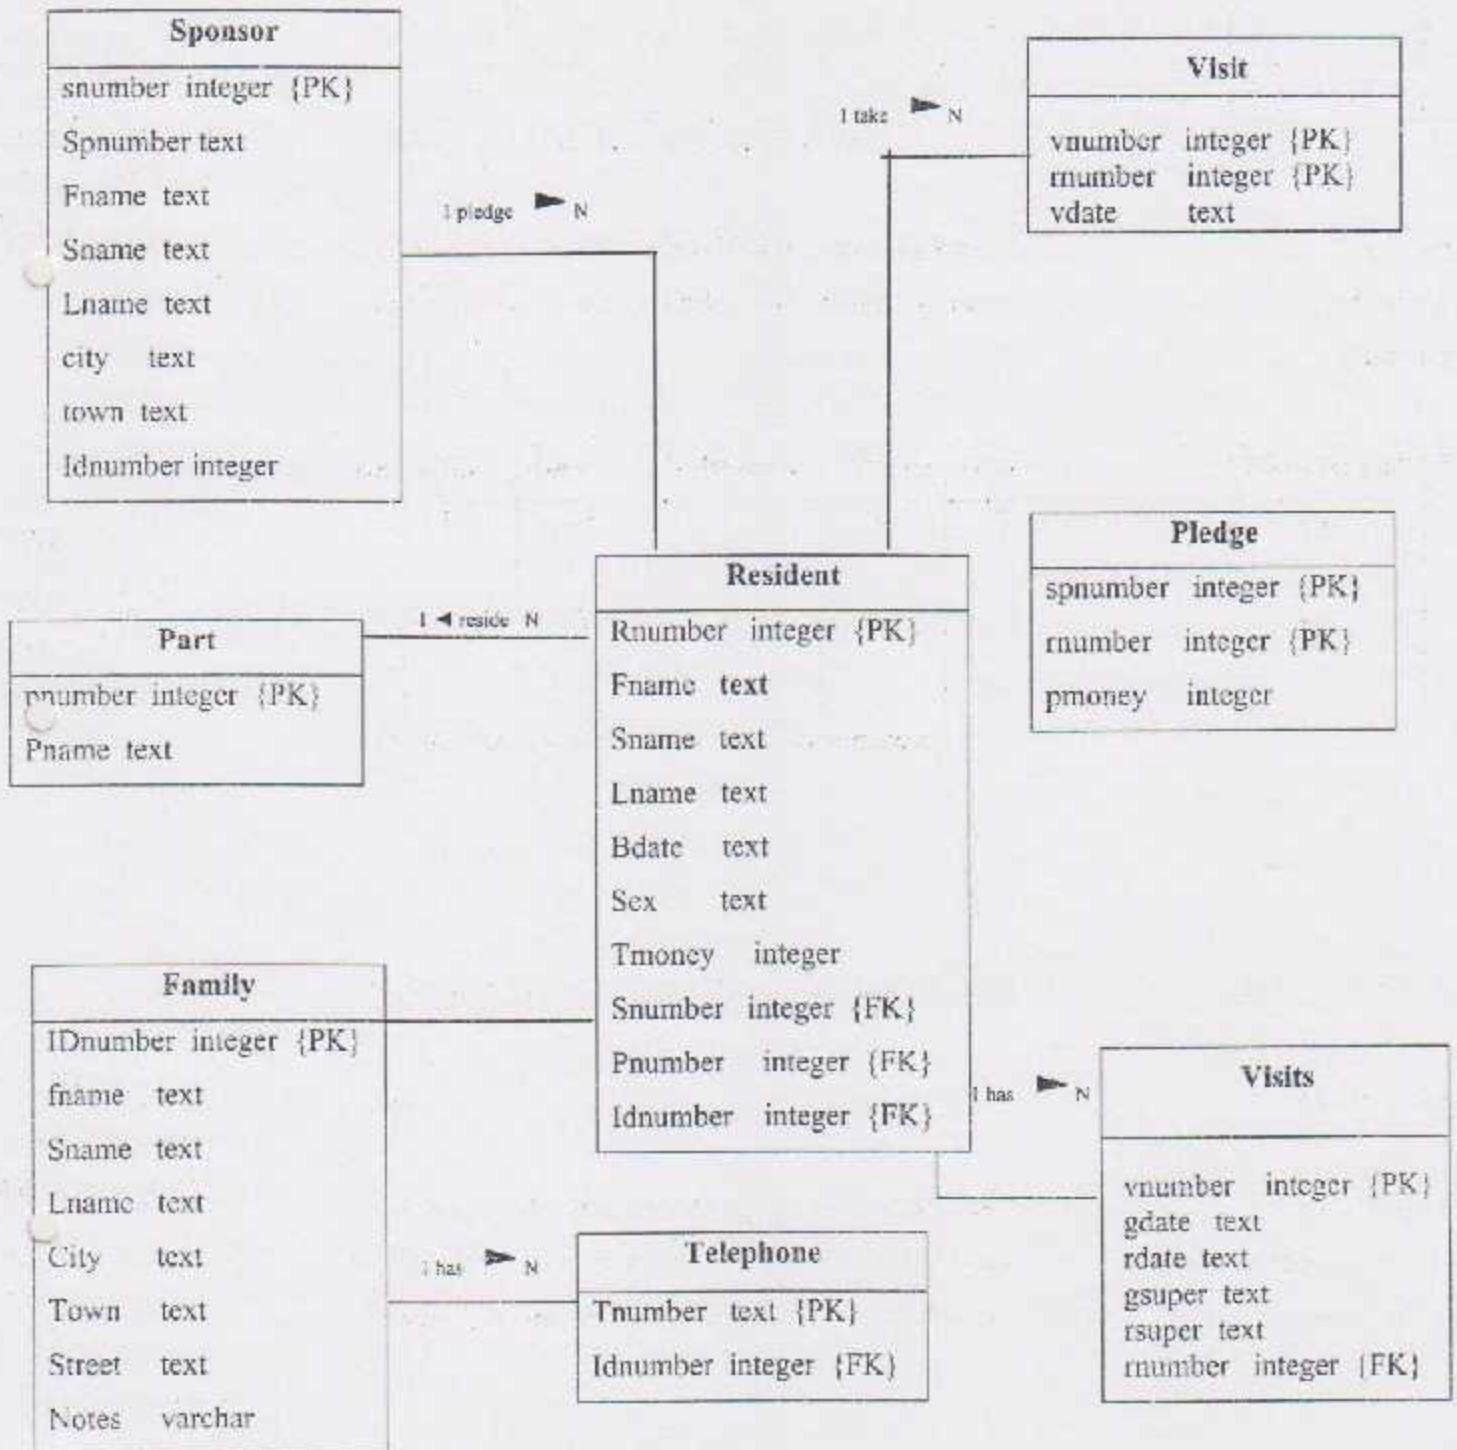 Sponsor
snumber integer {PK}
Spnumber text
Fname text
Sname text
Lname text
city text
town text
Idnumber integer
1 pledge N
1 take N
Visit
vnumber integer {PK}
rnumber integer {PK}
vdate text
Pledge
spnumber integer {PK}
rnumber integer {PK}
pmoney integer
Part
pnumber integer {PK}
Pname text
1 reside N
Resident
Rnumber integer {PK}
Fname text
Sname text
Lname text
Bdate text
Sex text
Tmoney integer
Snumber integer {FK}
Pnumber integer {FK}
Idnumber integer {FK}
Family
IDnumber integer {PK}
fname text
Sname text
Lname text
City text
Town text
Street text
Notes varchar
1 has N
Telephone
Tnumber text {PK}
Idnumber integer {FK}
1 has N
Visits
vnumber integer {PK}
gdate text
rdate text
gsuper text
rsuper text
rnumber integer {FK}